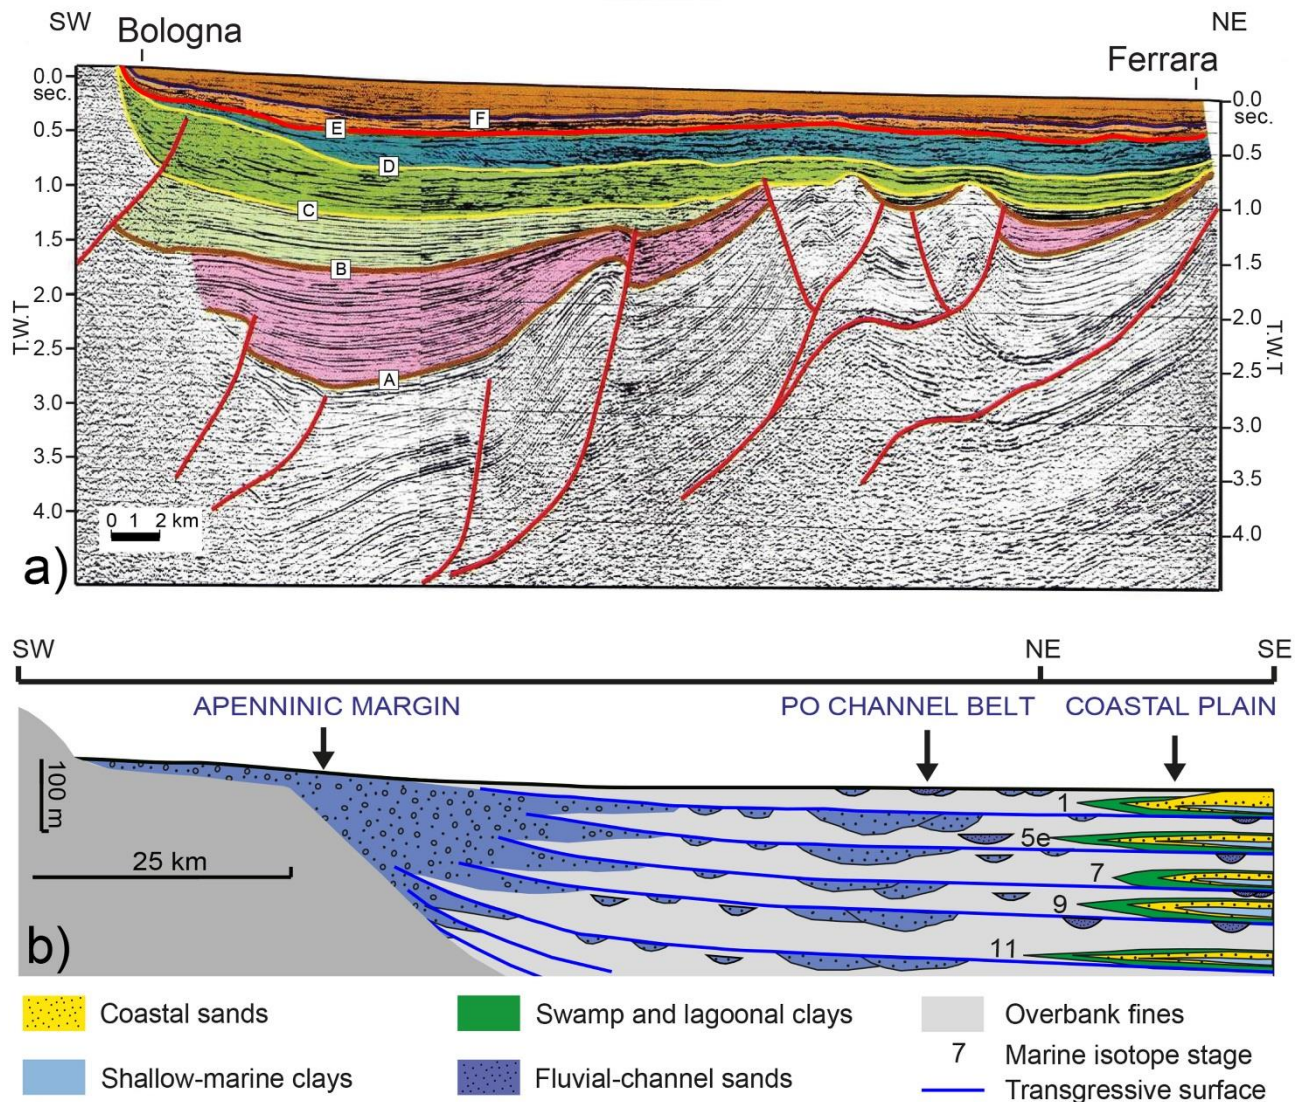 SW
NE
Bologna
Ferrara
0.0
sec.
0.5
1.0
1.5
2.0
2.5
3.0
3.5
4.0
T.W.T
0.0
sec.
0.5
1.0
1.5
2.0
2.5
3.0
3.5
4.0
T.W.T
F
E
D
C
B
A
0 1 2 km
a)
SW
NE
SE
APENNINIC MARGIN
PO CHANNEL BELT
COASTAL PLAIN
100 m
25 km
1
5e
7
9
11
b)
Coastal sands
Swamp and lagoonal clays
Overbank fines
7 Marine isotope stage
Shallow-marine clays
Fluvial-channel sands
Transgressive surface